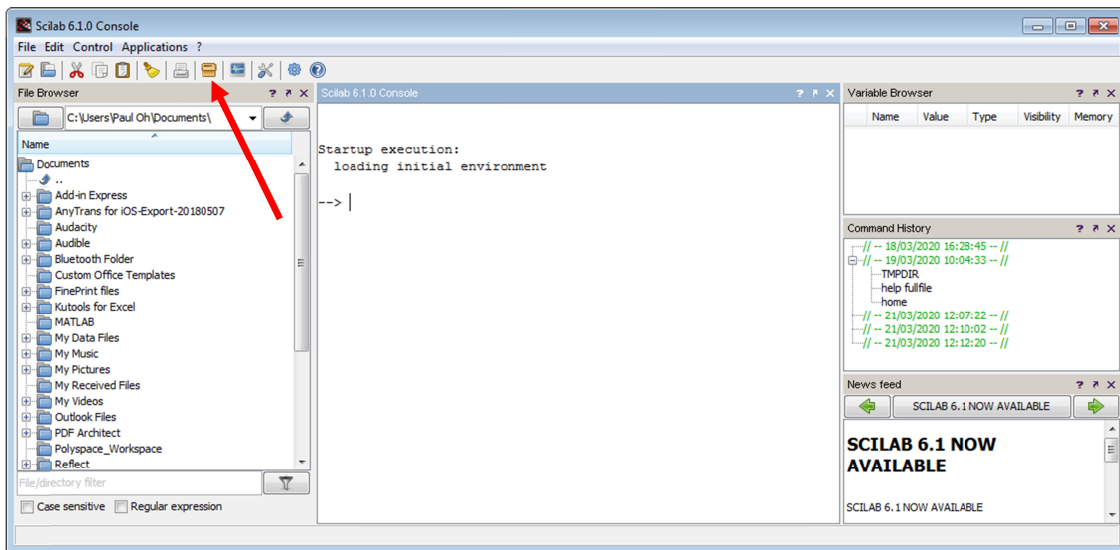 Scilab 6.1.0 Console
File Edit Control Applications ?
File Browser ? X
C:\Users\Paul Oh\Documents\
Name
Documents
..
Add-in Express
AnyTrans for iOS-Export-20180507
Audacity
Audible
Bluetooth Folder
Custom Office Templates
FinePrint files
Kutools for Excel
MATLAB
My Data Files
My Music
My Pictures
My Received Files
My Videos
Outlook Files
PDF Architect
Polyspace_Workspace
Reflect
File/directory filter
Case sensitive Regular expression
Scilab 6.1.0 Console ? X
Startup execution:
loading initial environment
-->
Variable Browser ? X
Name Value Type Visibility Memory
Command History ? X
// -- 18/03/2020 16:28:45 -- //
// -- 19/03/2020 10:04:33 -- //
TMPDIR
help fullfile
home
// -- 21/03/2020 12:07:22 -- //
// -- 21/03/2020 12:10:02 -- //
// -- 21/03/2020 12:12:20 -- //
News feed ? X
SCILAB 6.1 NOW AVAILABLE
SCILAB 6.1 NOW
AVAILABLE
SCILAB 6.1 NOW AVAILABLE